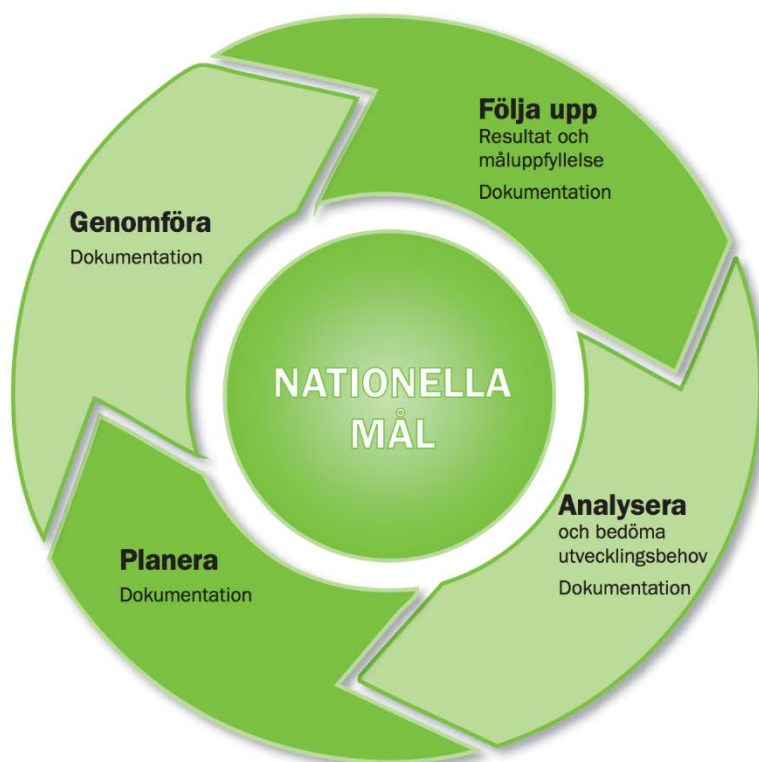 Följa upp
Resultat och
måluppfyllelse
Dokumentation
Genomföra
Dokumentation
NATIONELLA
MÅL
Analysera
och bedöma
utvecklingsbehov
Dokumentation
Planera
Dokumentation